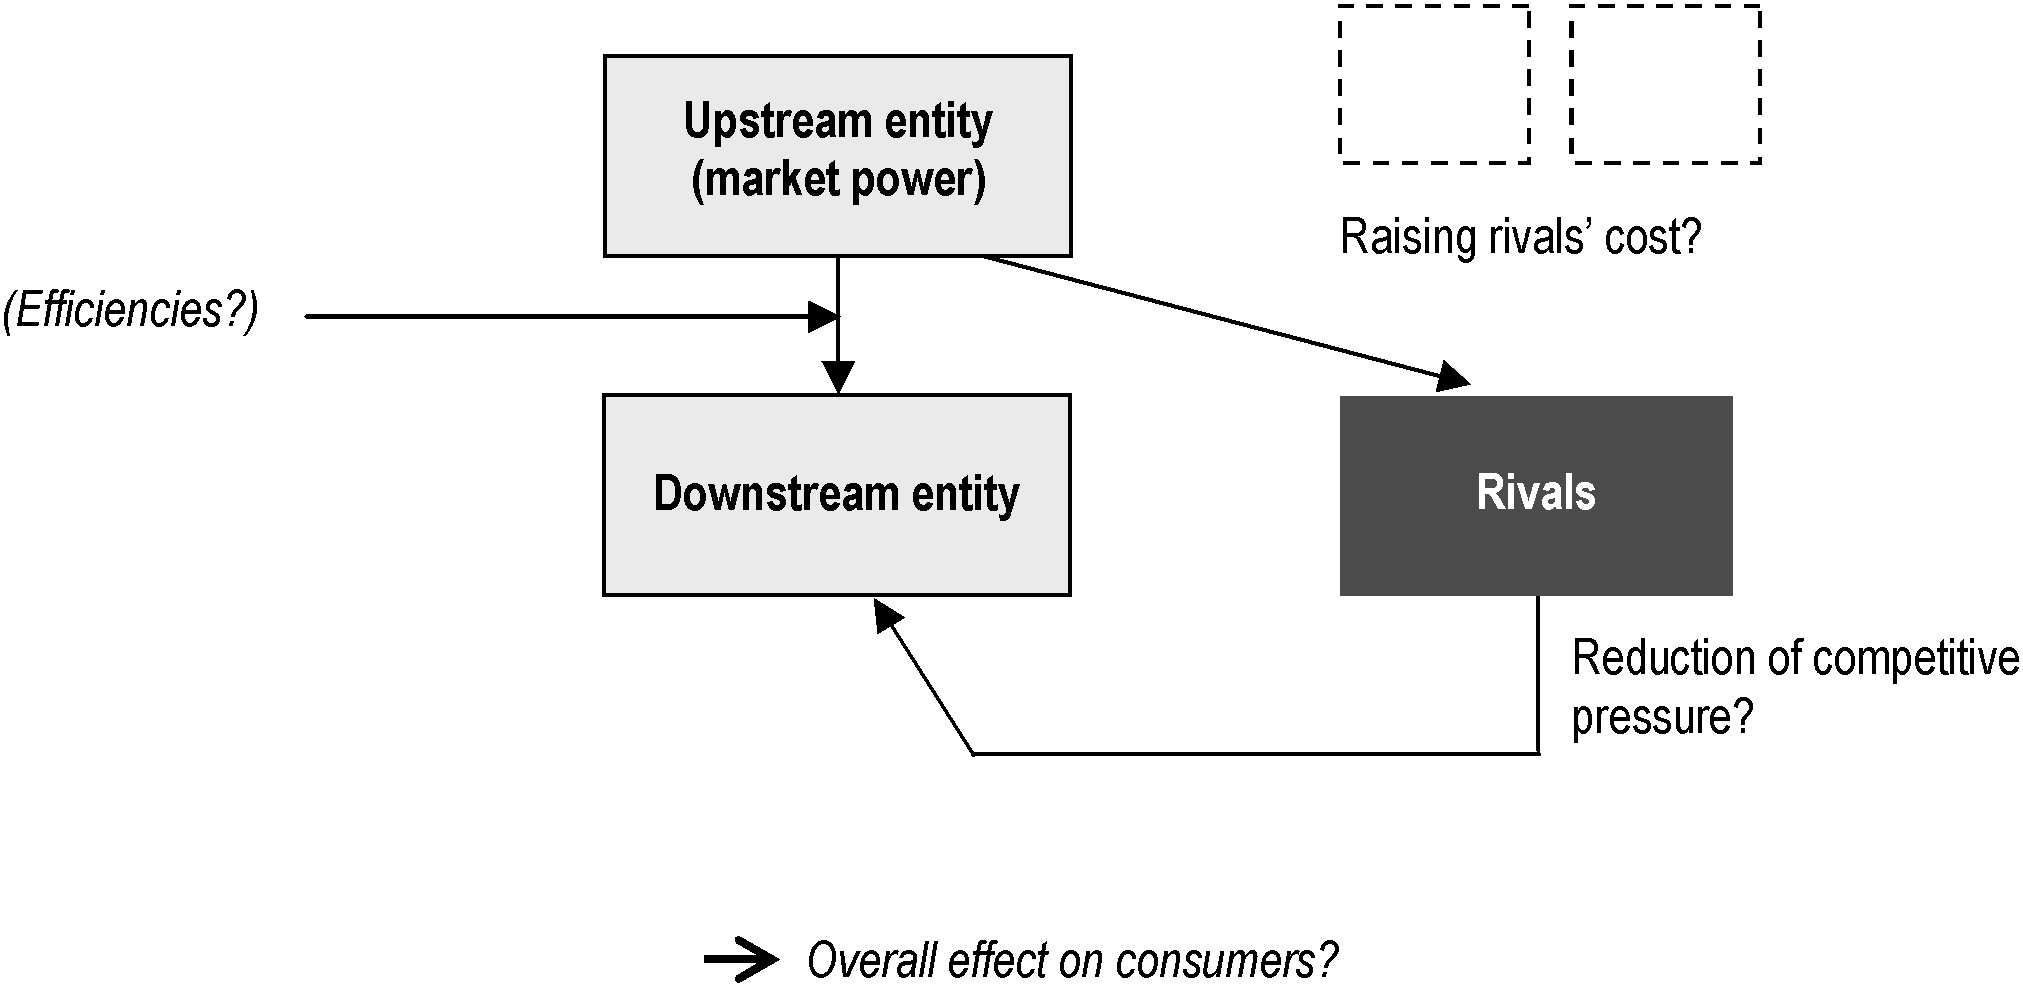 Upstream entity
(market power)
Raising rivals’ cost?
(Efficiencies?)
Downstream entity
Rivals
Reduction of competitive
pressure?
Overall effect on consumers?